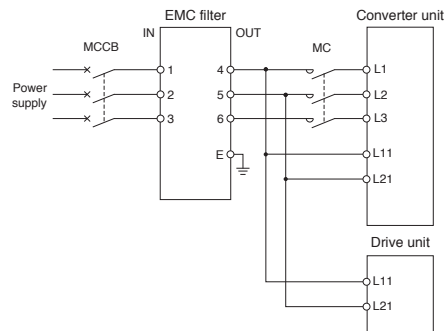 EMC filter
Converter unit
IN
OUT
MCCB
MC
1
4
L1
Power
supply
2
5
L2
3
6
L3
E
L11
L21
Drive unit
L11
L21